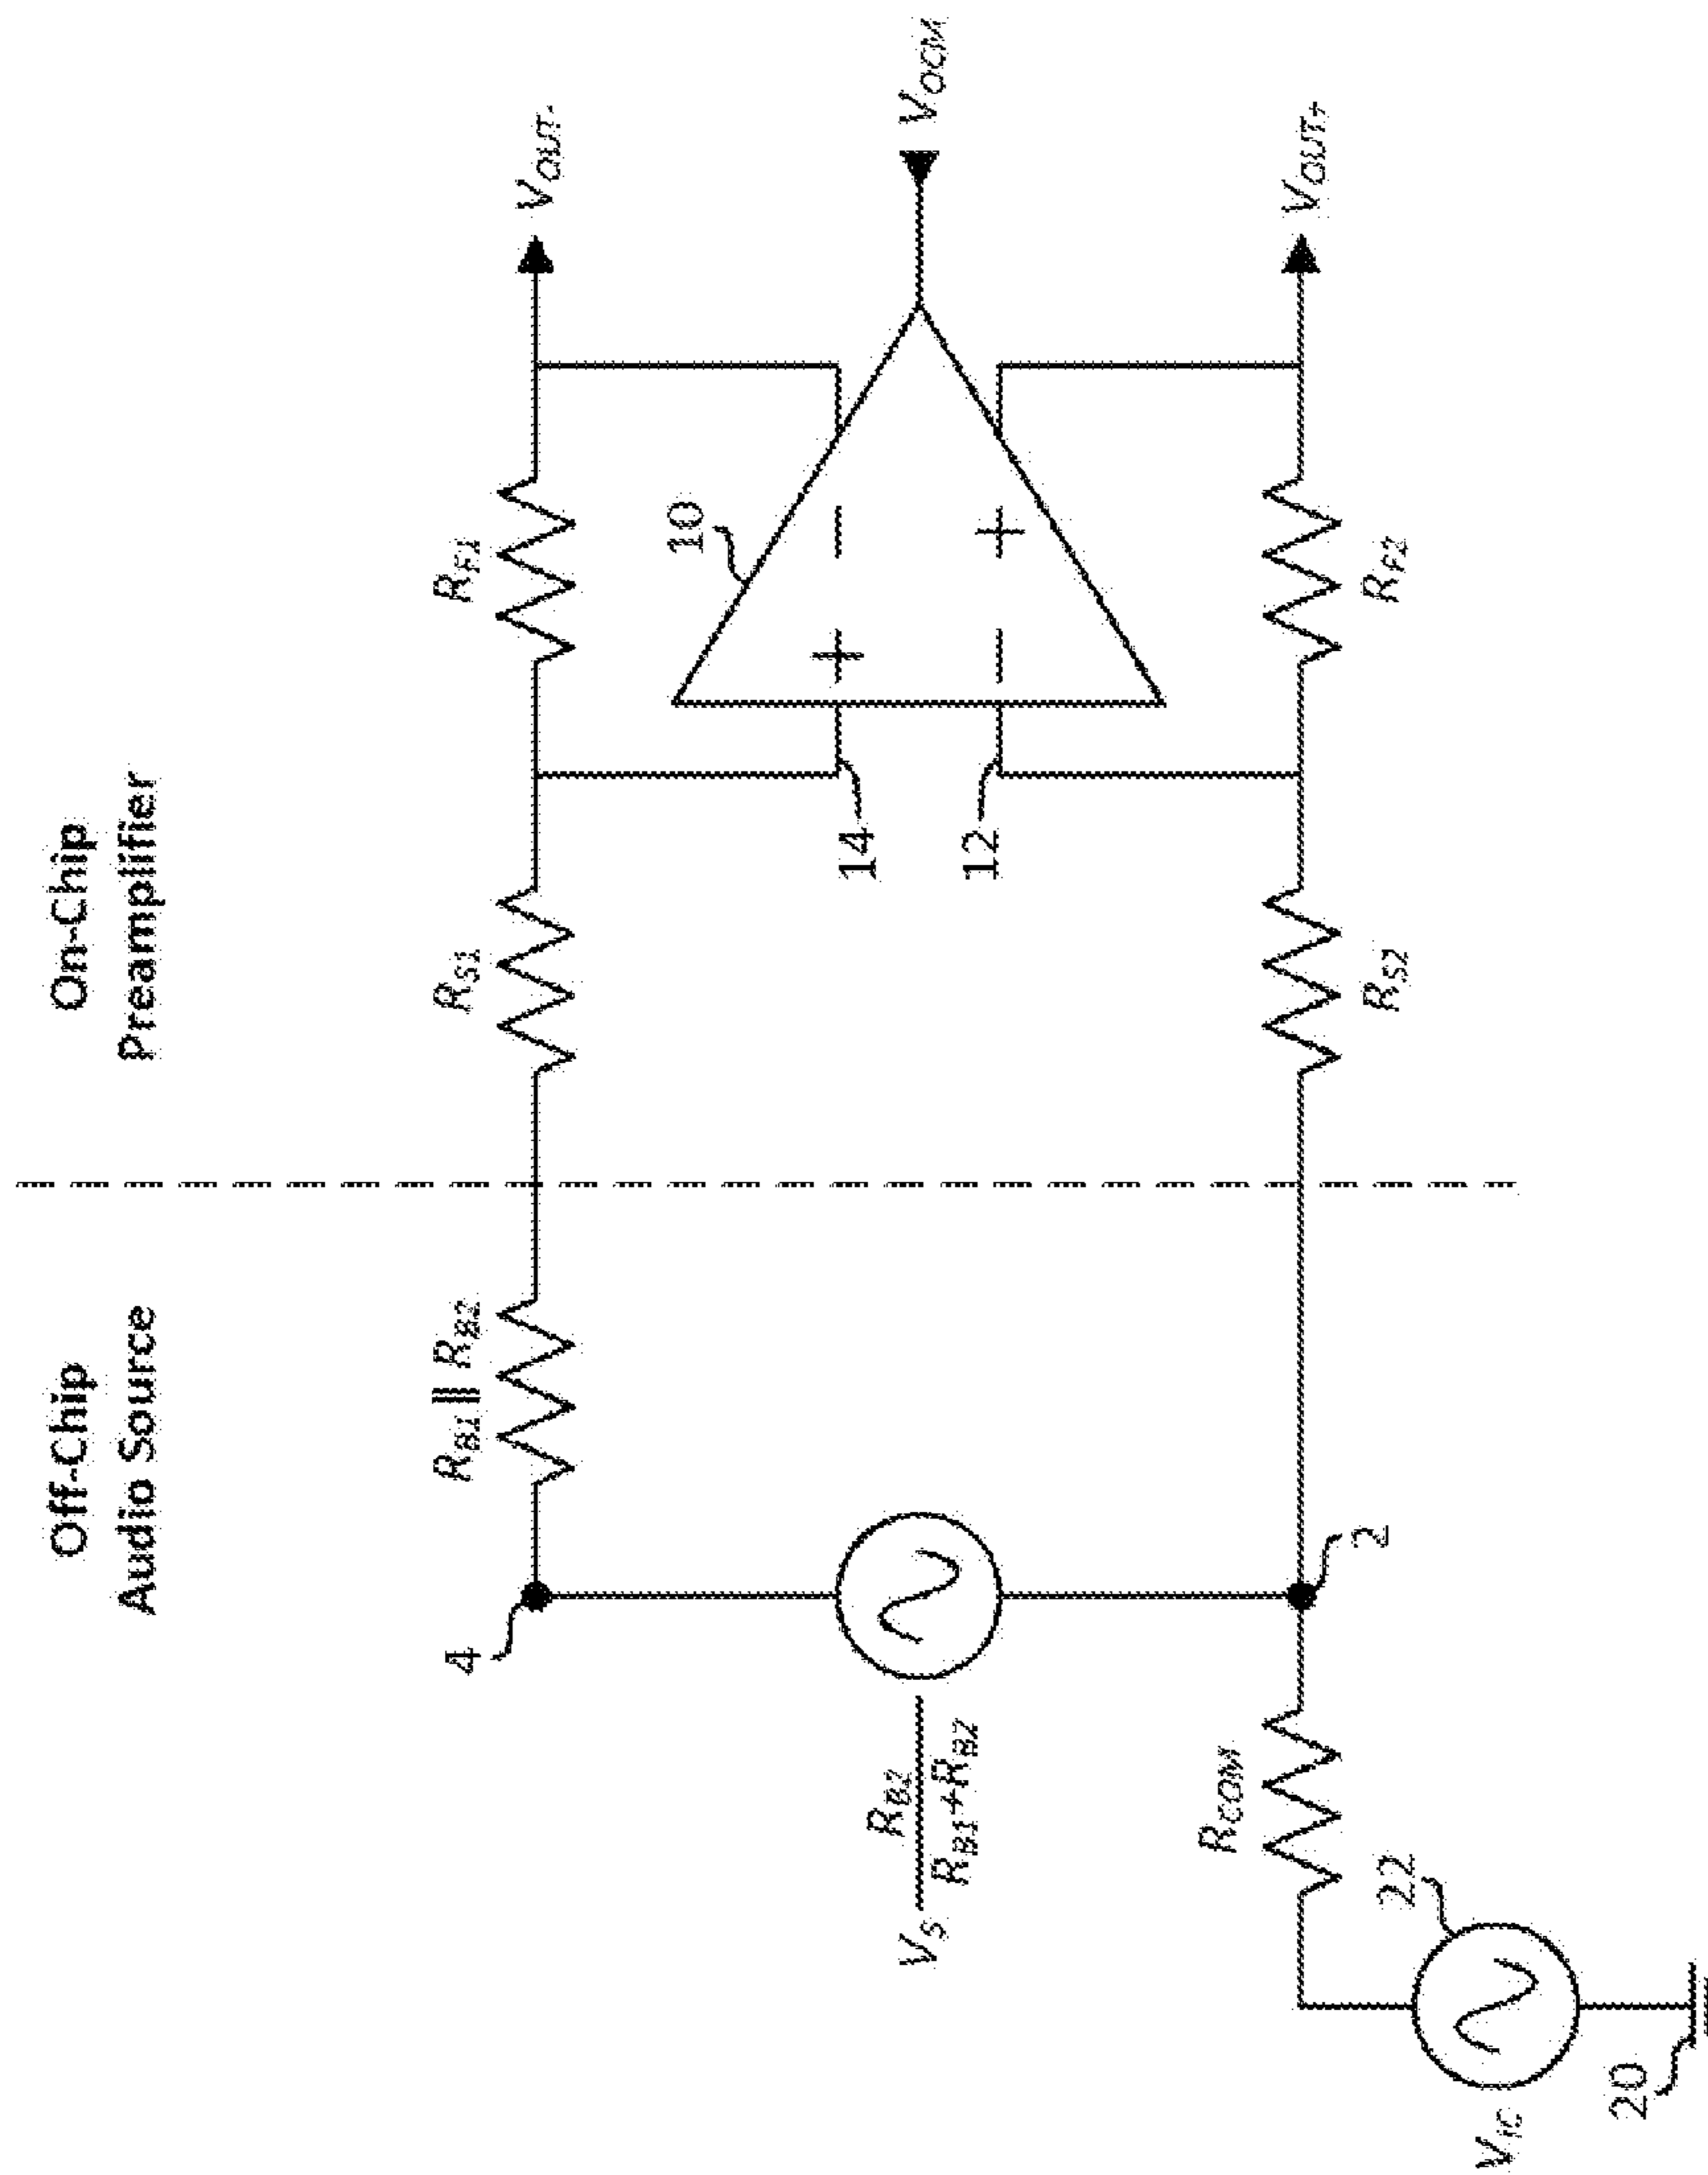 Off-Chip
Audio Source
On-Chip
Preamplifier
R_B1 ||| R_B2
R_S1
R_F1
V_OUT-
4
10
14
12
V_OCM
V_S R_B2
R_B1+R_B2
R_COM
2
R_S2
R_F2
V_OUT+
22
V_ic
20